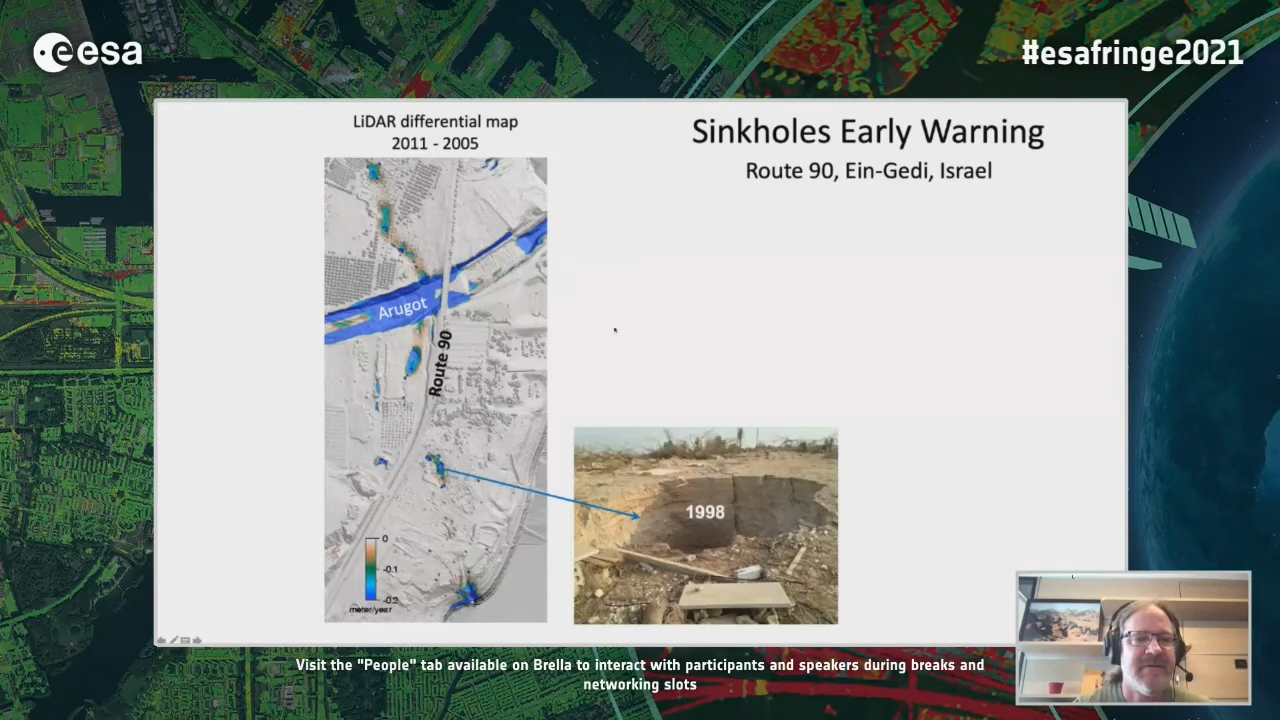 esa
#esafringe2021
LiDAR differential map
2011 - 2005
Sinkholes Early Warning
Route 90, Ein-Gedi, Israel
Arugot
Route 90
1998
0
-0.1
-0.2
meter/year
Visit the "People" tab available on Brella to interact with participants and speakers during breaks and
networking slots